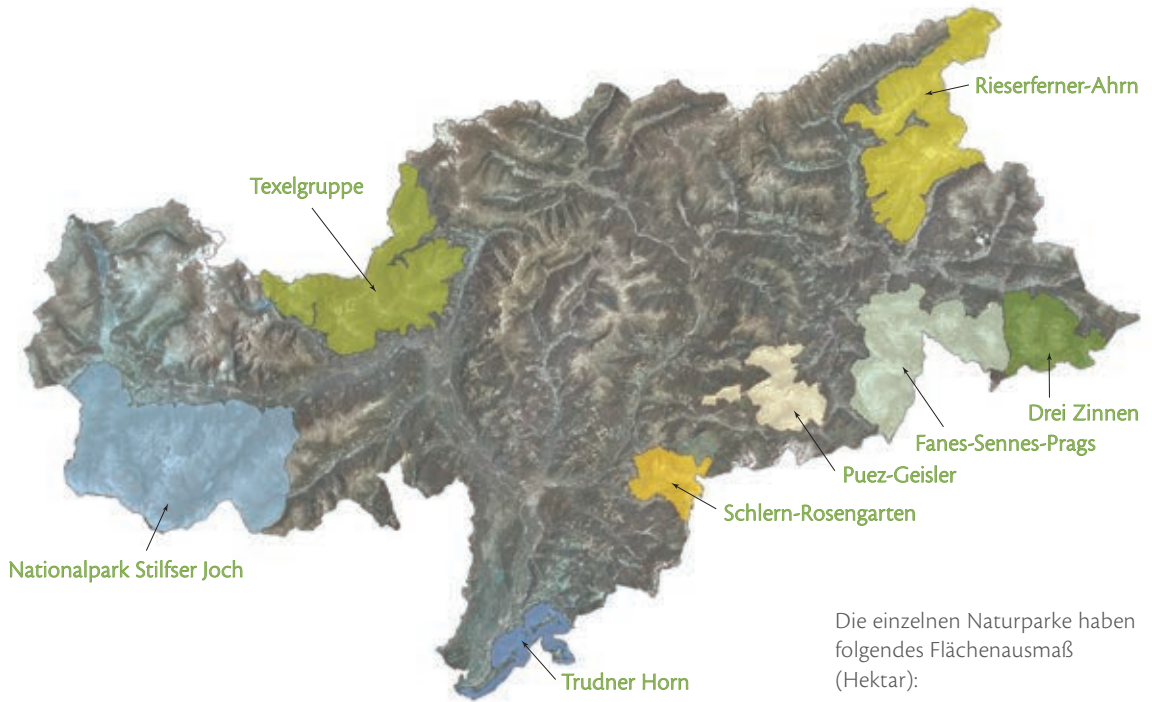 Rieserferner-Ahrn
Texelgruppe
Drei Zinnen
Fanes-Sennes-Prags
Puez-Geisler
Schlern-Rosengarten
Nationalpark Stilfser Joch
Trudner Horn
Die einzelnen Naturparke haben
folgendes Flächenausmaß
(Hektar):